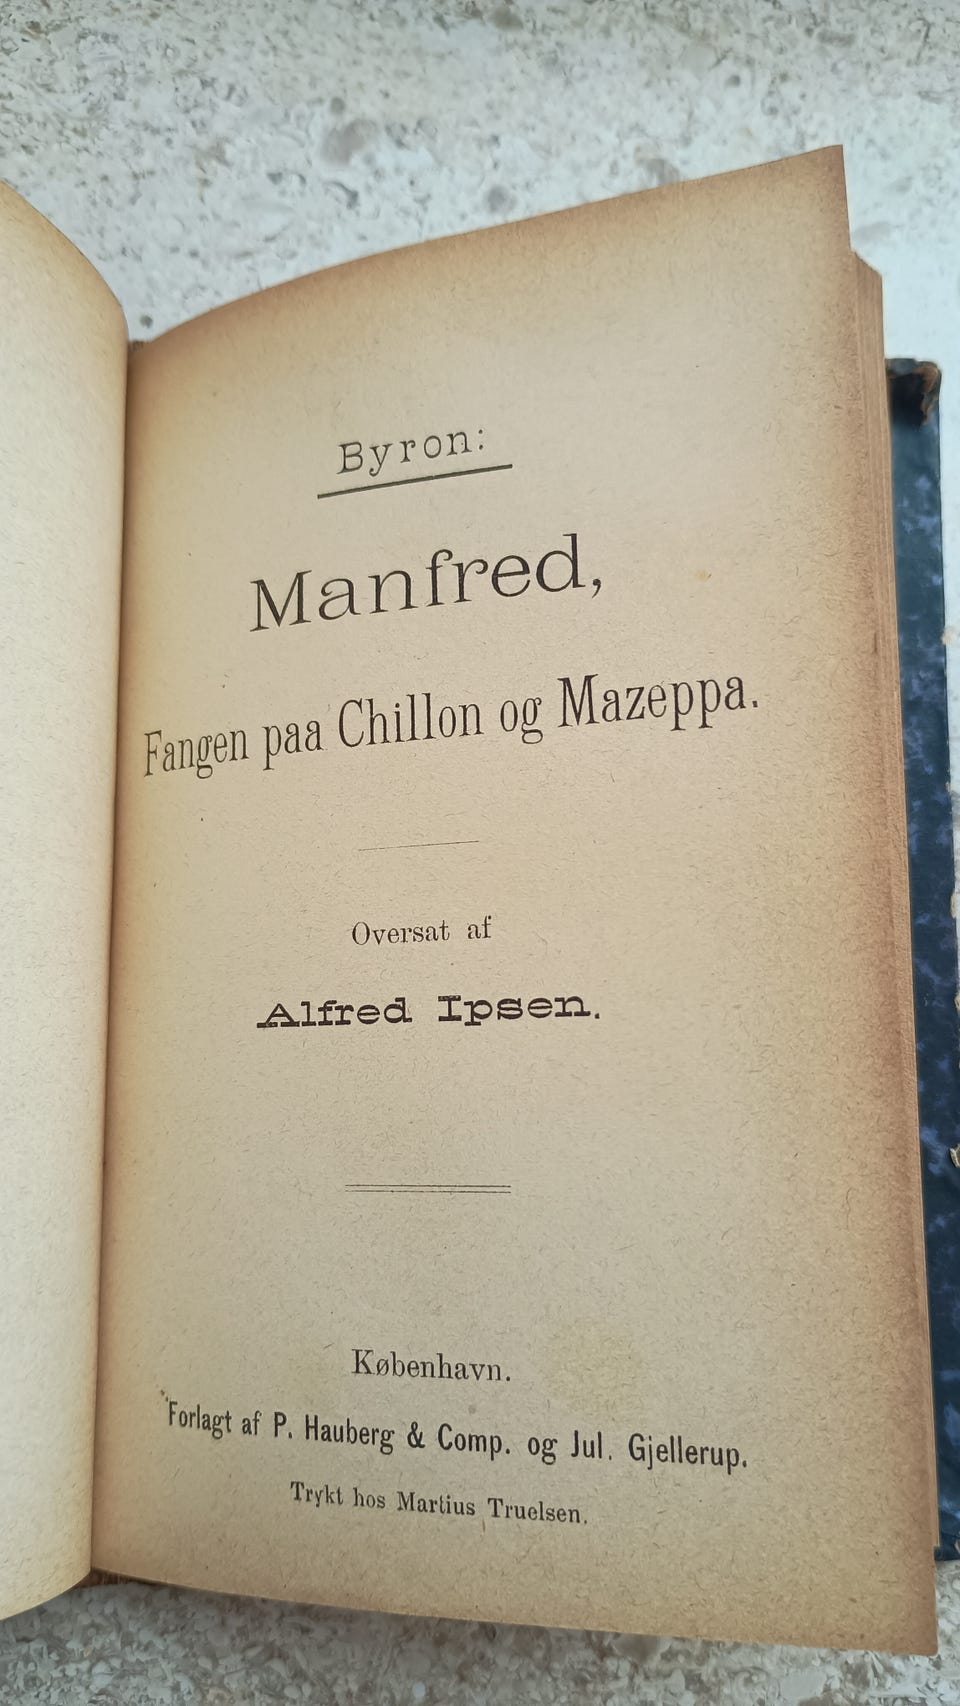 Byron:
Manfred,
Fangen paa Chillon og Mazeppa.
Oversat af
Alfred Ipsen.
København.
Forlagt af P. Hauberg & Comp. og Jul. Gjellerup.
Trykt hos Martius Truelsen.